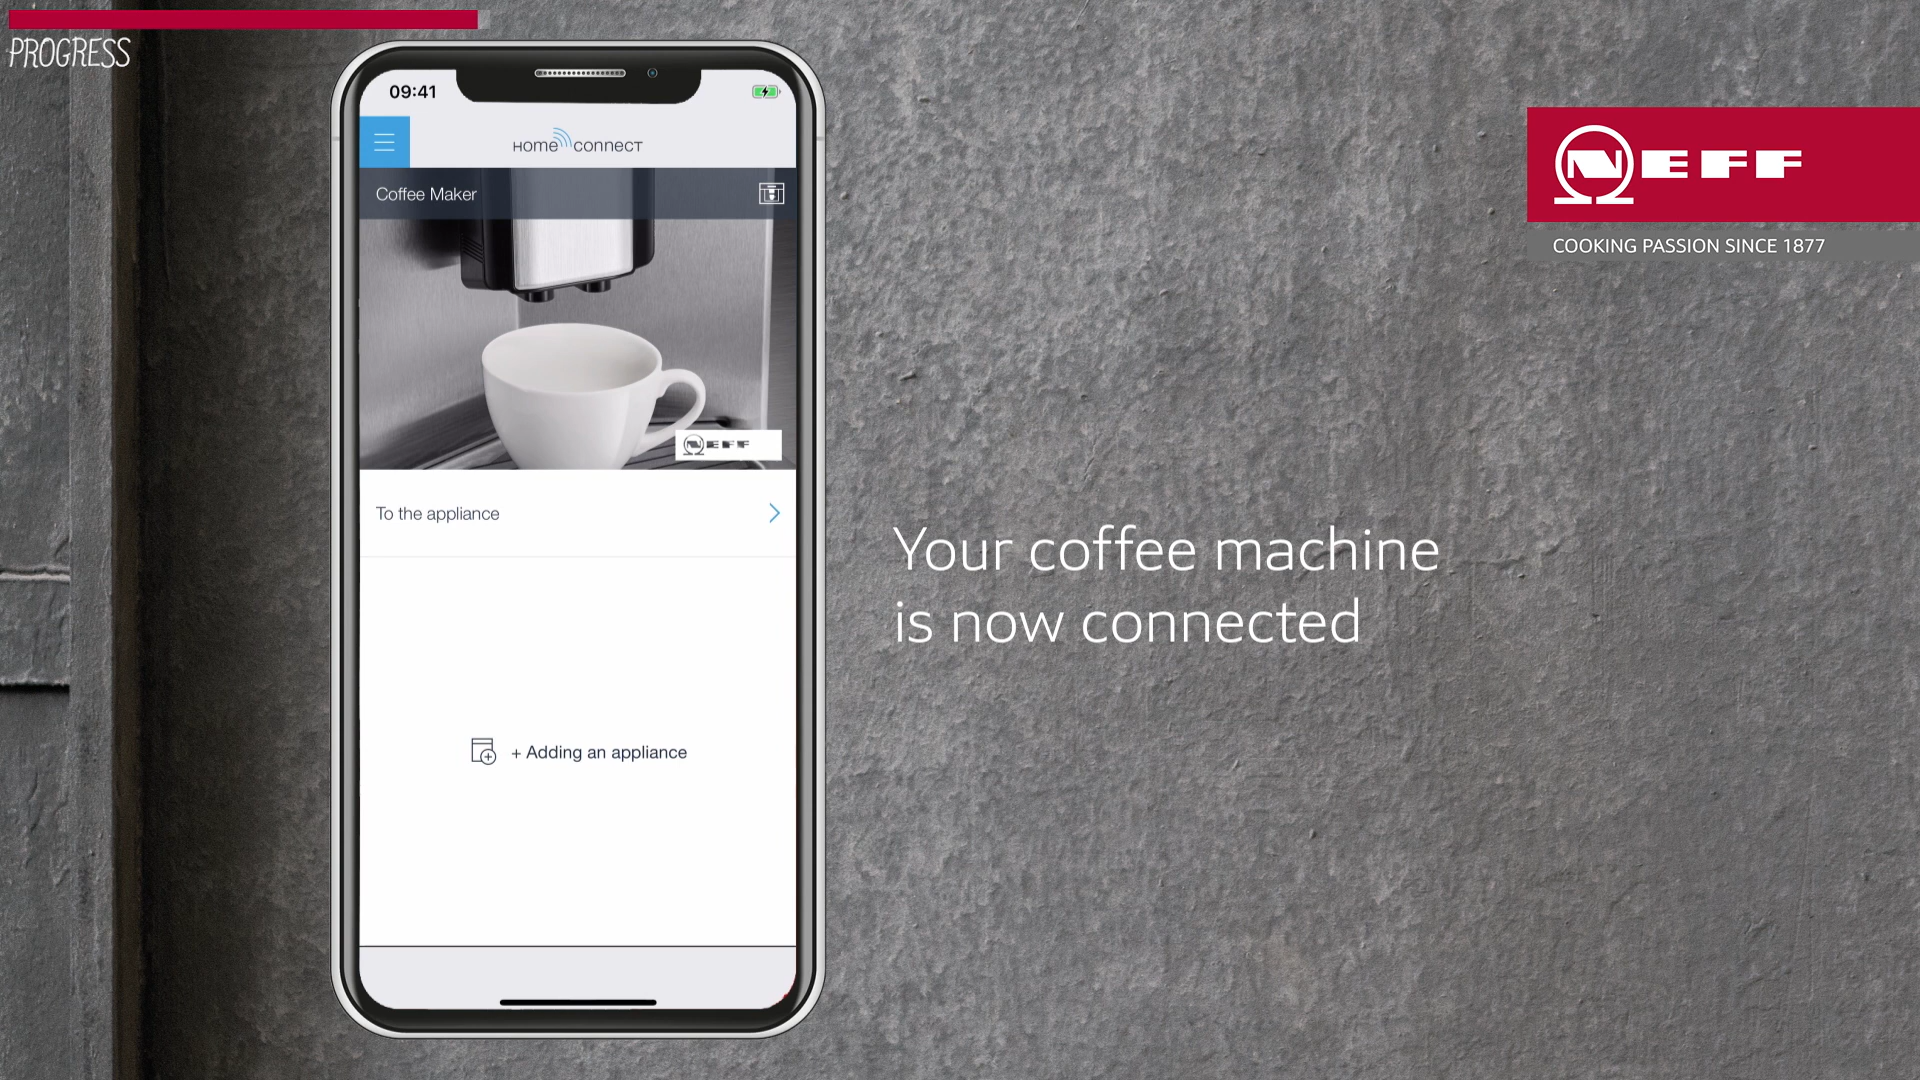 PROGRESS
09:41
HOME CONNECT
Coffee Maker
NEFF
To the appliance
+ Adding an appliance
NEFF
COOKING PASSION SINCE 1877
Your coffee machine
is now connected